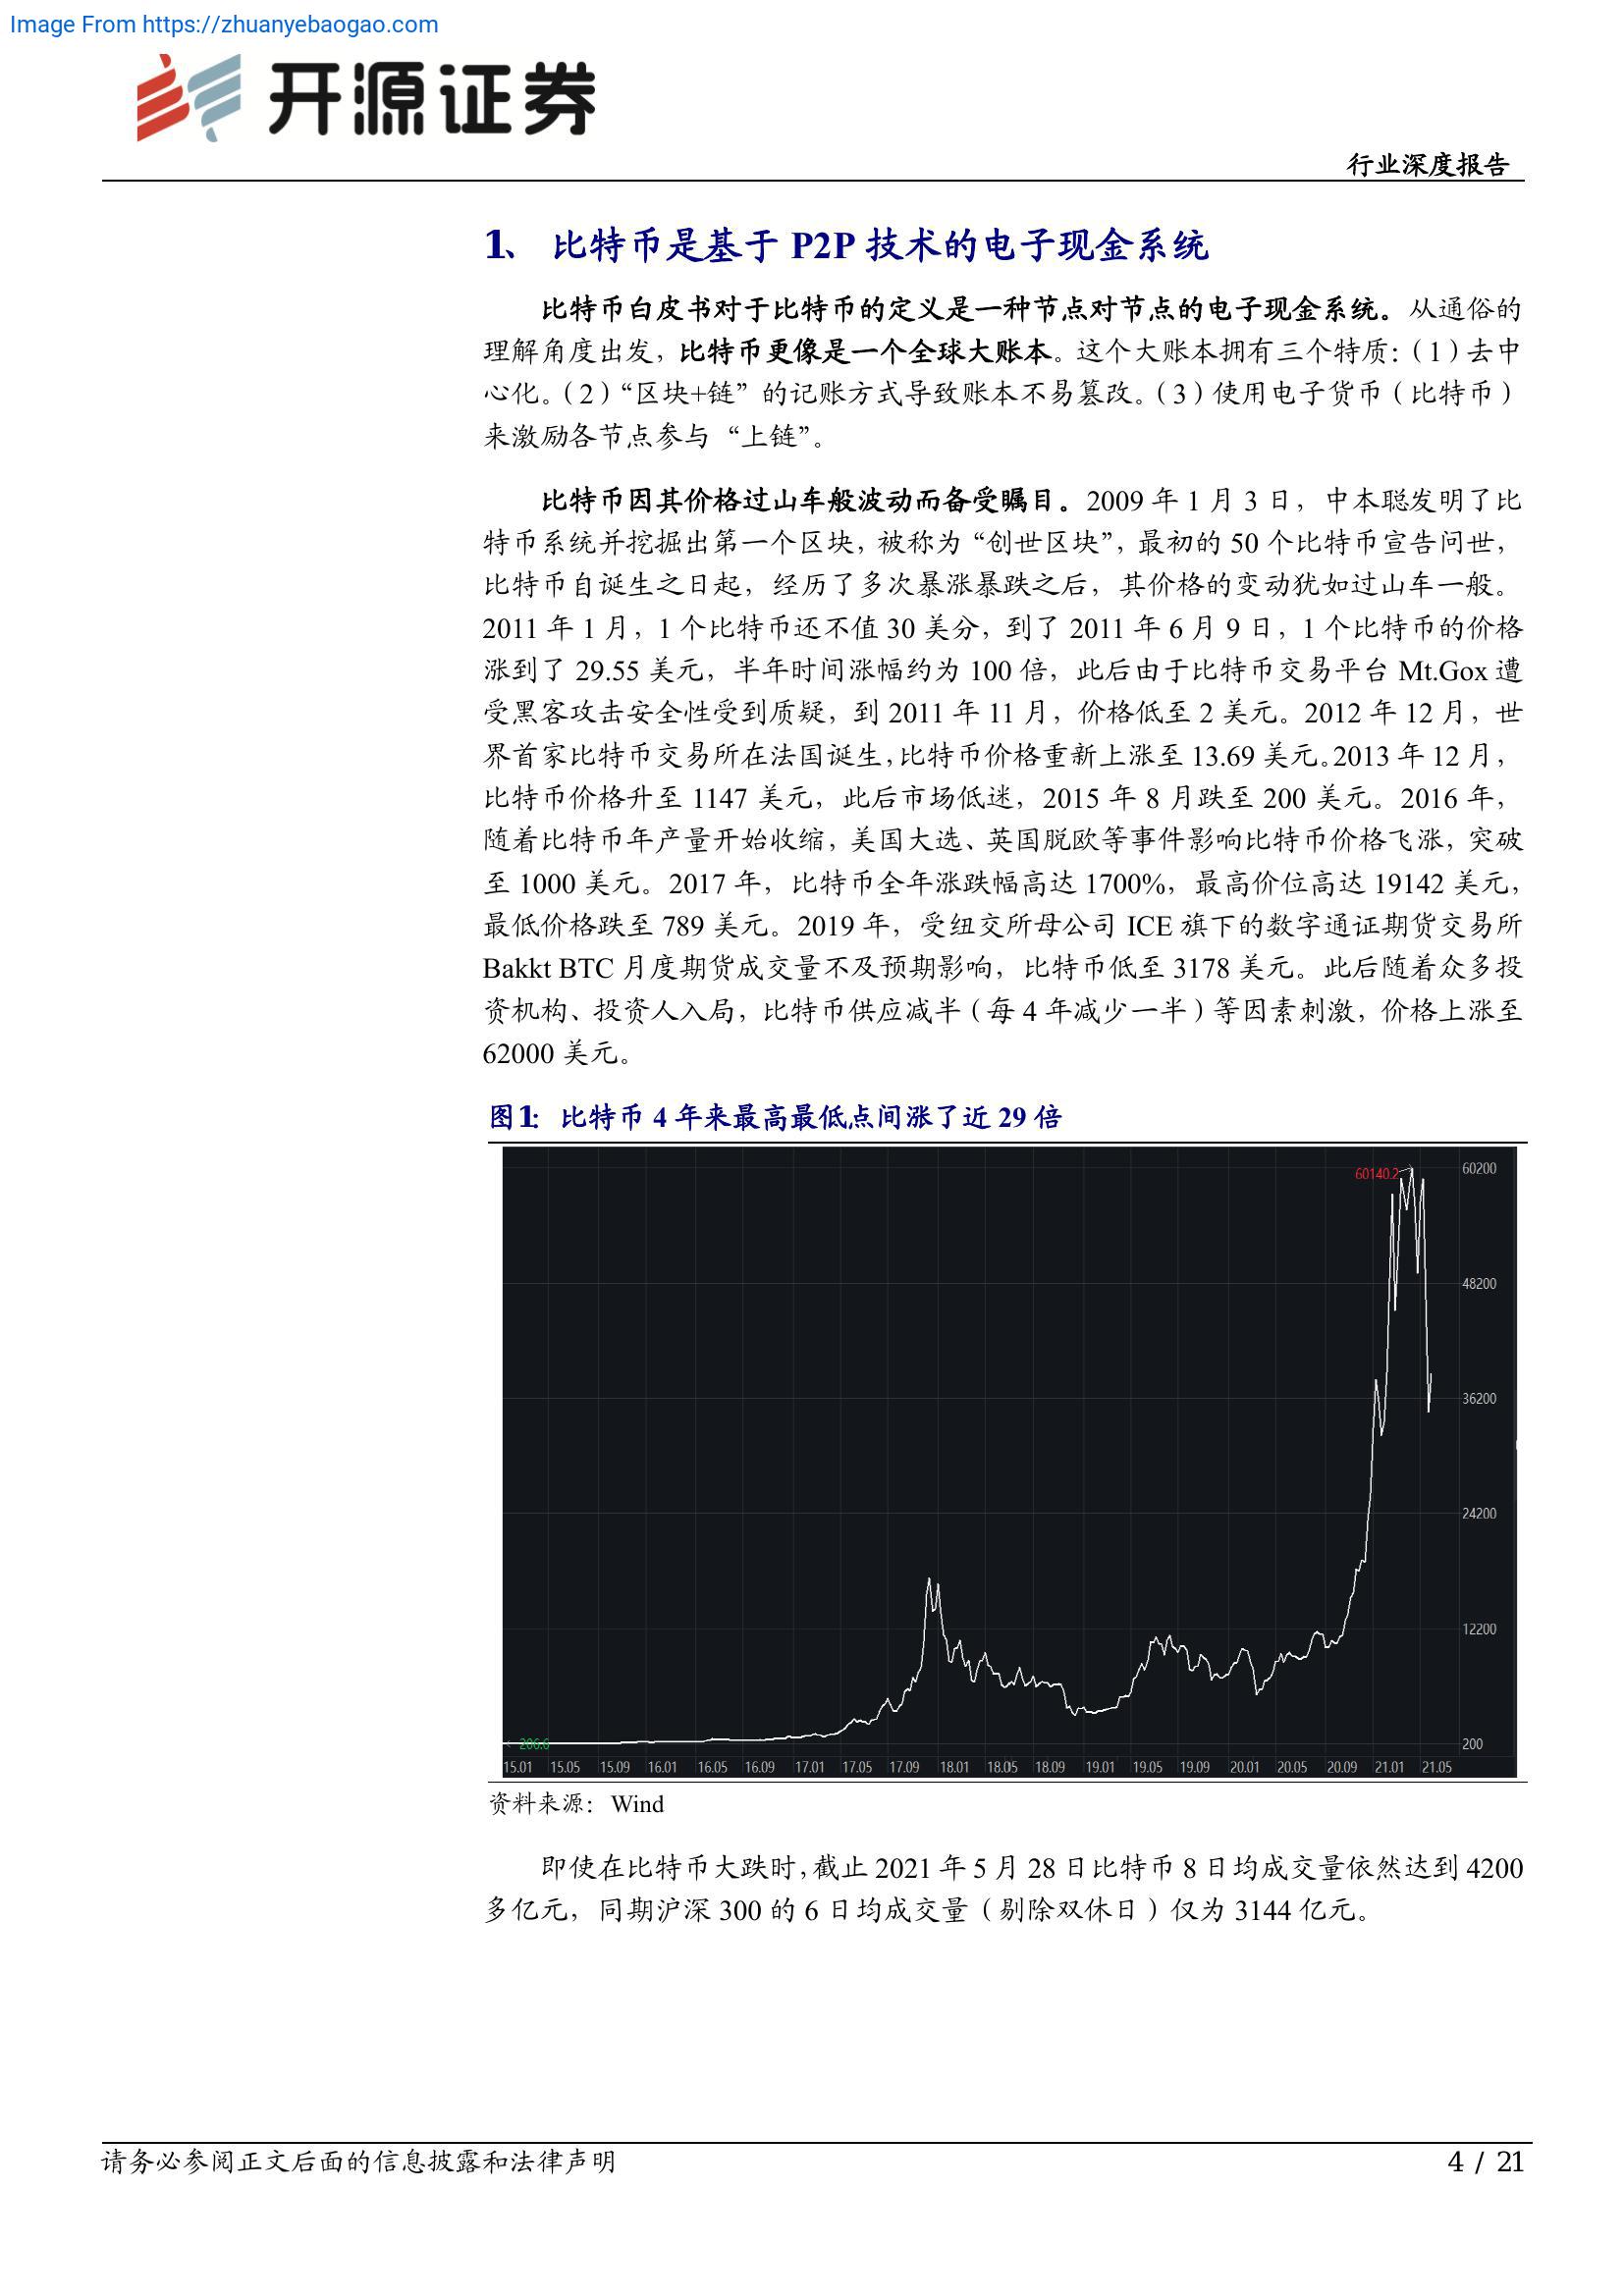 Image From https://zhuanyebaogao.com
开源证券
行业深度报告
1、 比特币是基于 P2P 技术的电子现金系统
比特币白皮书对于比特币的定义是一种节点对节点的电子现金系统。从通俗的
理解角度出发，比特币更像是一个全球大账本。这个大账本拥有三个特质：（1）去中
心化。（2）“区块+链”的记账方式导致账本不易篡改。（3）使用电子货币（比特币）
来激励各节点参与“上链”。
比特币因其价格过山车般波动而备受瞩目。2009 年 1 月 3 日，中本聪发明了比
特币系统并挖掘出第一个区块，被称为“创世区块”，最初的 50 个比特币宣告问世，
比特币自诞生之日起，经历了多次暴涨暴跌之后，其价格的变动犹如过山车一般。
2011 年 1 月，1 个比特币还不值 30 美分，到了 2011 年 6 月 9 日，1 个比特币的价格
涨到了 29.55 美元，半年时间涨幅约为 100 倍，此后由于比特币交易平台 Mt.Gox 遭
受黑客攻击安全性受到质疑，到 2011 年 11 月，价格低至 2 美元。2012 年 12 月，世
界首家比特币交易所在法国诞生，比特币价格重新上涨至 13.69 美元。2013 年 12 月，
比特币价格升至 1147 美元，此后市场低迷，2015 年 8 月跌至 200 美元。2016 年，
随着比特币年产量开始收缩，美国大选、英国脱欧等事件影响比特币价格飞涨，突破
至 1000 美元。2017 年，比特币全年涨跌幅高达 1700%，最高价位高达 19142 美元，
最低价格跌至 789 美元。2019 年，受纽交所母公司 ICE 旗下的数字通证期货交易所
Bakkt BTC 月度期货成交量不及预期影响，比特币低至 3178 美元。此后随着众多投
资机构、投资人入局，比特币供应减半（每 4 年减少一半）等因素刺激，价格上涨至
62000 美元。
图1： 比特币 4 年来最高最低点间涨了近 29 倍
60140.2
60200
48200
36200
24200
12200
206.6
200
15.01 15.05 15.09 16.01 16.05 16.09 17.01 17.05 17.09 18.01 18.05 18.09 19.01 19.05 19.09 20.01 20.05 20.09 21.01 21.05
资料来源：Wind
即使在比特币大跌时，截止 2021 年 5 月 28 日比特币 8 日均成交量依然达到 4200
多亿元，同期沪深 300 的 6 日均成交量（剔除双休日）仅为 3144 亿元。
请务必参阅正文后面的信息披露和法律声明
4 / 21